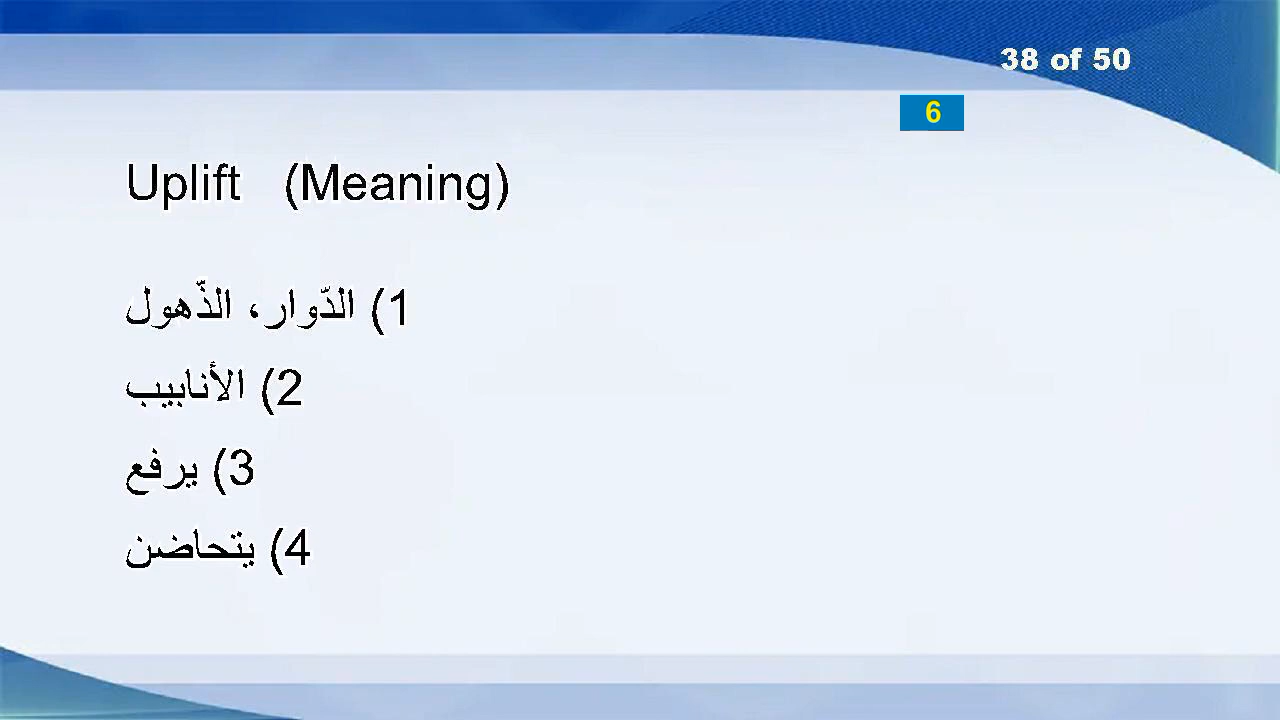 38 of 50
6
Uplift (Meaning)
1) الدّوار، الذّهول
2) الأنابيب
3) يرفع
4) يتحاضن